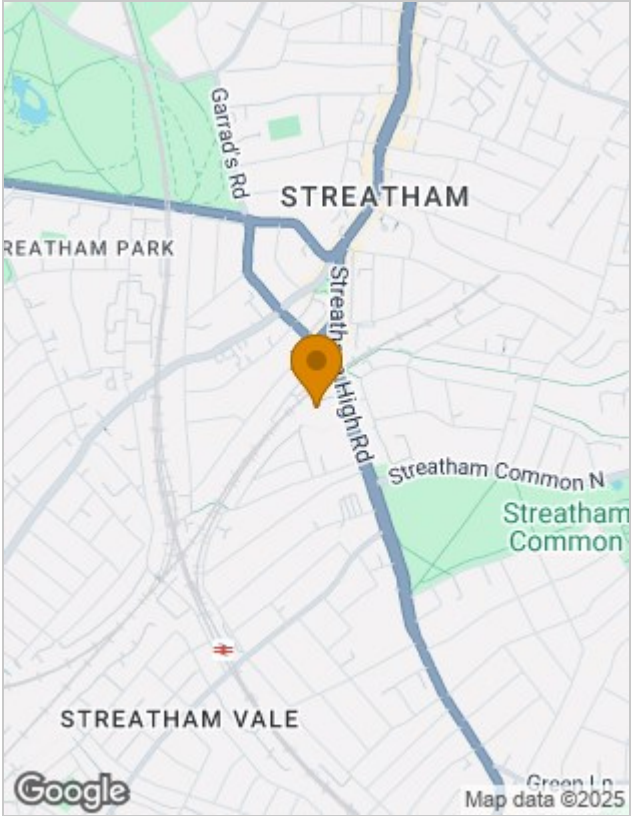 Garrad's Rd
STREATHAM
REATHAM PARK
Streatham High Rd
Streatham Common N
Streatham
Common
STREATHAM VALE
Green Ln
Google
Map data ©2025